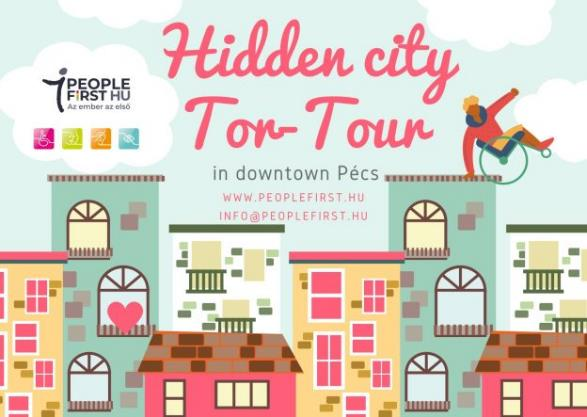 Hidden city
Tor-Tour
in downtown Pécs
WWW.PEOPLEFIRST.HU
INFO@PEOPLEFIRST.HU
PEOPLE
FiRST HU
Az ember az első